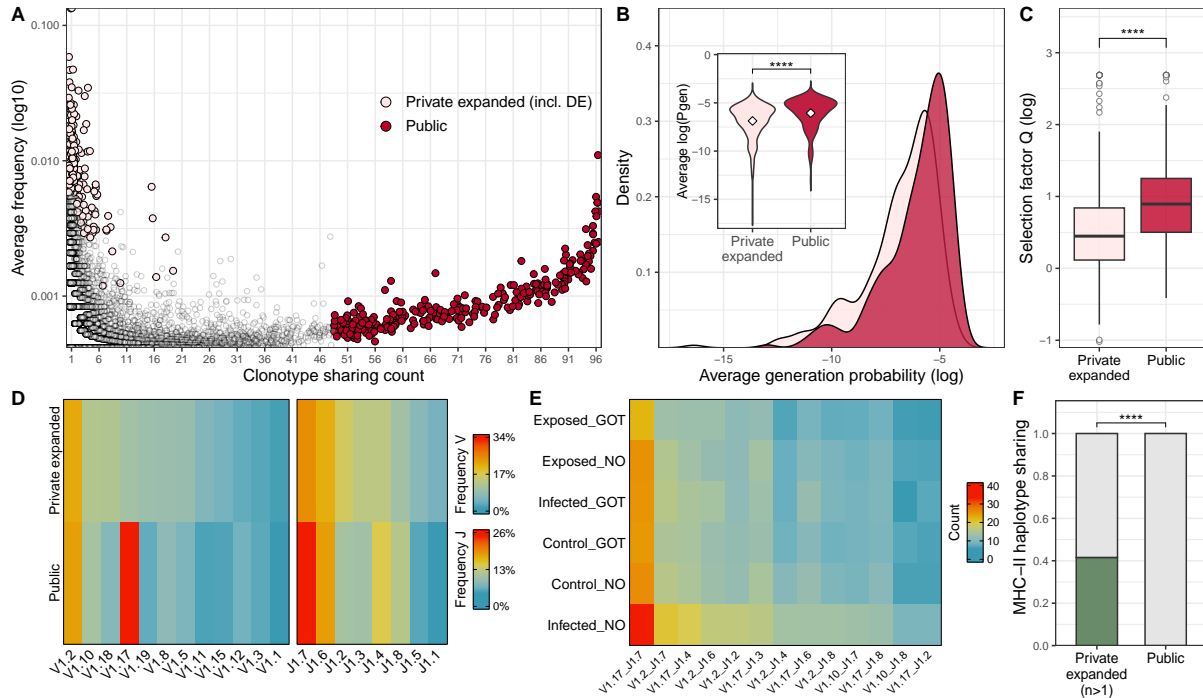 A
Average frequency (log10)
0.100
0.010
0.001
Private expanded (incl. DE)
Public
1 6 11 16 21 26 31 36 41 46 51 56 61 66 71 76 81 86 91 96
Clonotype sharing count
B
Density
0.4
0.3
0.2
0.1
−15 −10 −5
Average generation probability (log)
Average log(Pgen)
0
−5
−10
−15
****
Private
expanded
Public
C
Selection factor Q (log)
3
2
1
0
−1
****
Private
expanded
Public
D
Private expanded
Public
V1.2 V1.10 V1.18 V1.17 V1.19 V1.8 V1.5 V1.11 V1.15 V1.12 V1.3 V1.1
J1.7 J1.6 J1.2 J1.3 J1.4 J1.8 J1.5 J1.1
Frequency V
34%
17%
0%
Frequency J
26%
13%
0%
E
Exposed_GOT
Exposed_NO
Infected_GOT
Control_GOT
Control_NO
Infected_NO
V1.17_J1.7 V1.2_J1.7 V1.17_J1.4 V1.17_J1.6 V1.2_J1.2 V1.17_J1.3 V1.2_J1.8 V1.2_J1.6 V1.10_J1.7 V1.17_J1.8 V1.10_J1.8 V1.17_J1.2
Count
40
30
20
10
0
F
MHC−II haplotype sharing
1.0
0.8
0.6
0.4
0.2
0.0
****
Private
expanded
(n>1)
Public